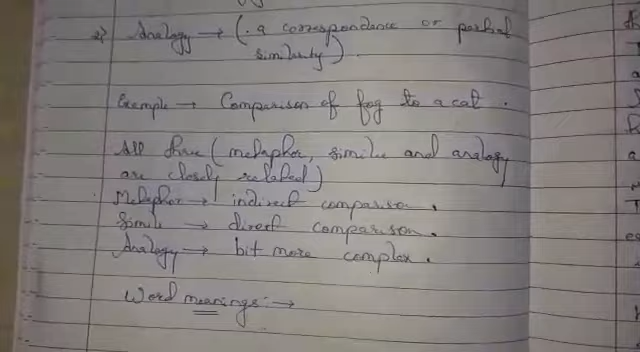 2) Analogy → (. a correspondence or partial
similarity)
Example → Comparison of fog to a cat.
All three (metaphor, simile and analogy
are closely related)
Metaphor → indirect comparison.
Simile → direct comparison.
Analogy → bit more complex.
Word meanings: →